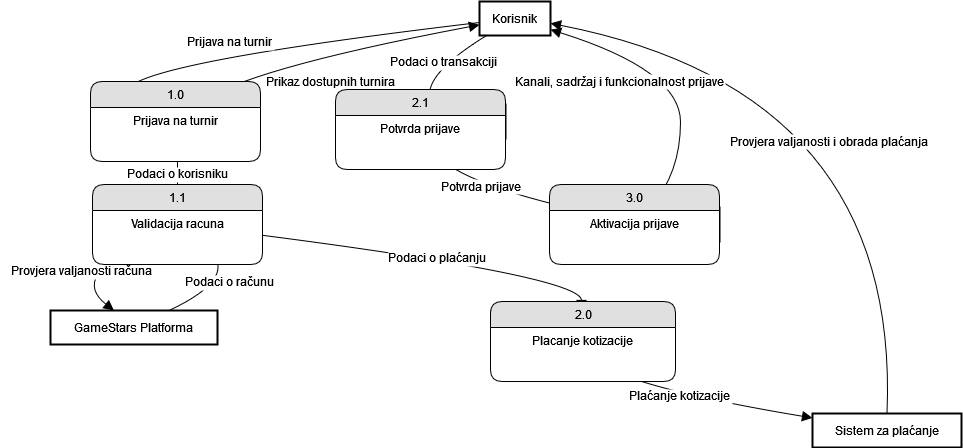 Korisnik
Prijava na turnir
Podaci o transakciji
Prikaz dostupnih turnira
Kanali, sadržaj i funkcionalnost prijave
1.0
Prijava na turnir
2.1
Potvrda prijave
Provjera valjanosti i obrada plaćanja
Podaci o korisniku
Potvrda prijave
1.1
Validacija racuna
3.0
Aktivacija prijave
Podaci o plaćanju
Provjera valjanosti računa
Podaci o računu
GameStars Platforma
2.0
Placanje kotizacije
Plaćanje kotizacije
Sistem za plaćanje